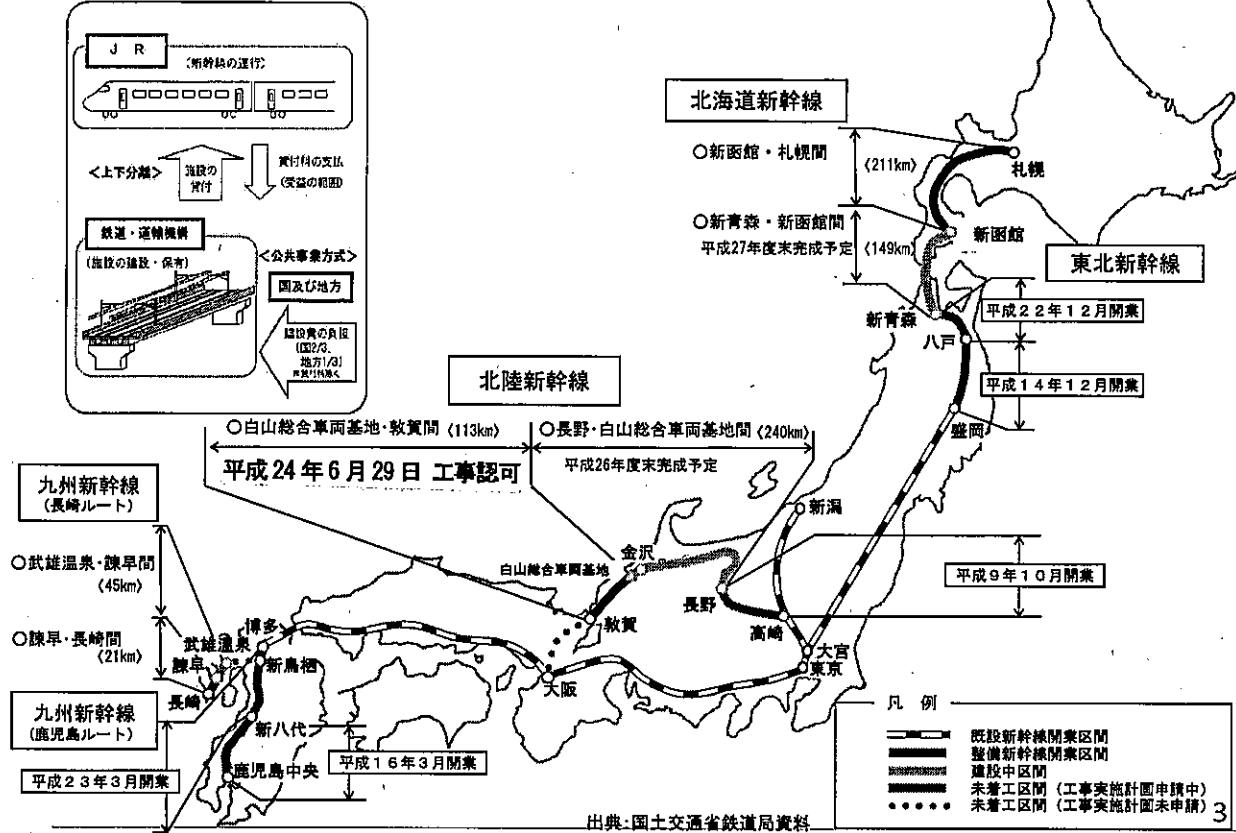 J R
(新幹線の運行)
<上下分離>
施設の
貸付
貸付料の支払
(受益の範囲)
鉄道・運輸機構
(施設の建設・保有)
<公共事業方式>
国及び地方
建設費の負担
(国2/3、
地方1/3)
北海道新幹線
○新函館・札幌間
〈211km〉
札幌
○新青森・新函館間
平成27年度末完成予定
〈149km〉
新函館
東北新幹線
新青森
平成22年12月開業
八戸
平成14年12月開業
盛岡
北陸新幹線
○白山総合車両基地・敦賀間〈113km〉
○長野・白山総合車両基地間〈240km〉
平成24年6月29日 工事認可
平成26年度末完成予定
九州新幹線
(長崎ルート)
新潟
金沢
白山総合車両基地
○武雄温泉・諫早間
〈45km〉
平成9年10月開業
長野
敦賀
高崎
博多
○諫早・長崎間
〈21km〉
武雄温泉
大宮
新鳥栖
諫早
東京
大阪
長崎
九州新幹線
(鹿児島ルート)
新八代
平成16年3月開業
鹿児島中央
平成23年3月開業
凡 例
既設新幹線開業区間
整備新幹線開業区間
建設中区間
未着工区間（工事実施計画申請中）
未着工区間（工事実施計画未申請）
出典:国土交通省鉄道局資料
3